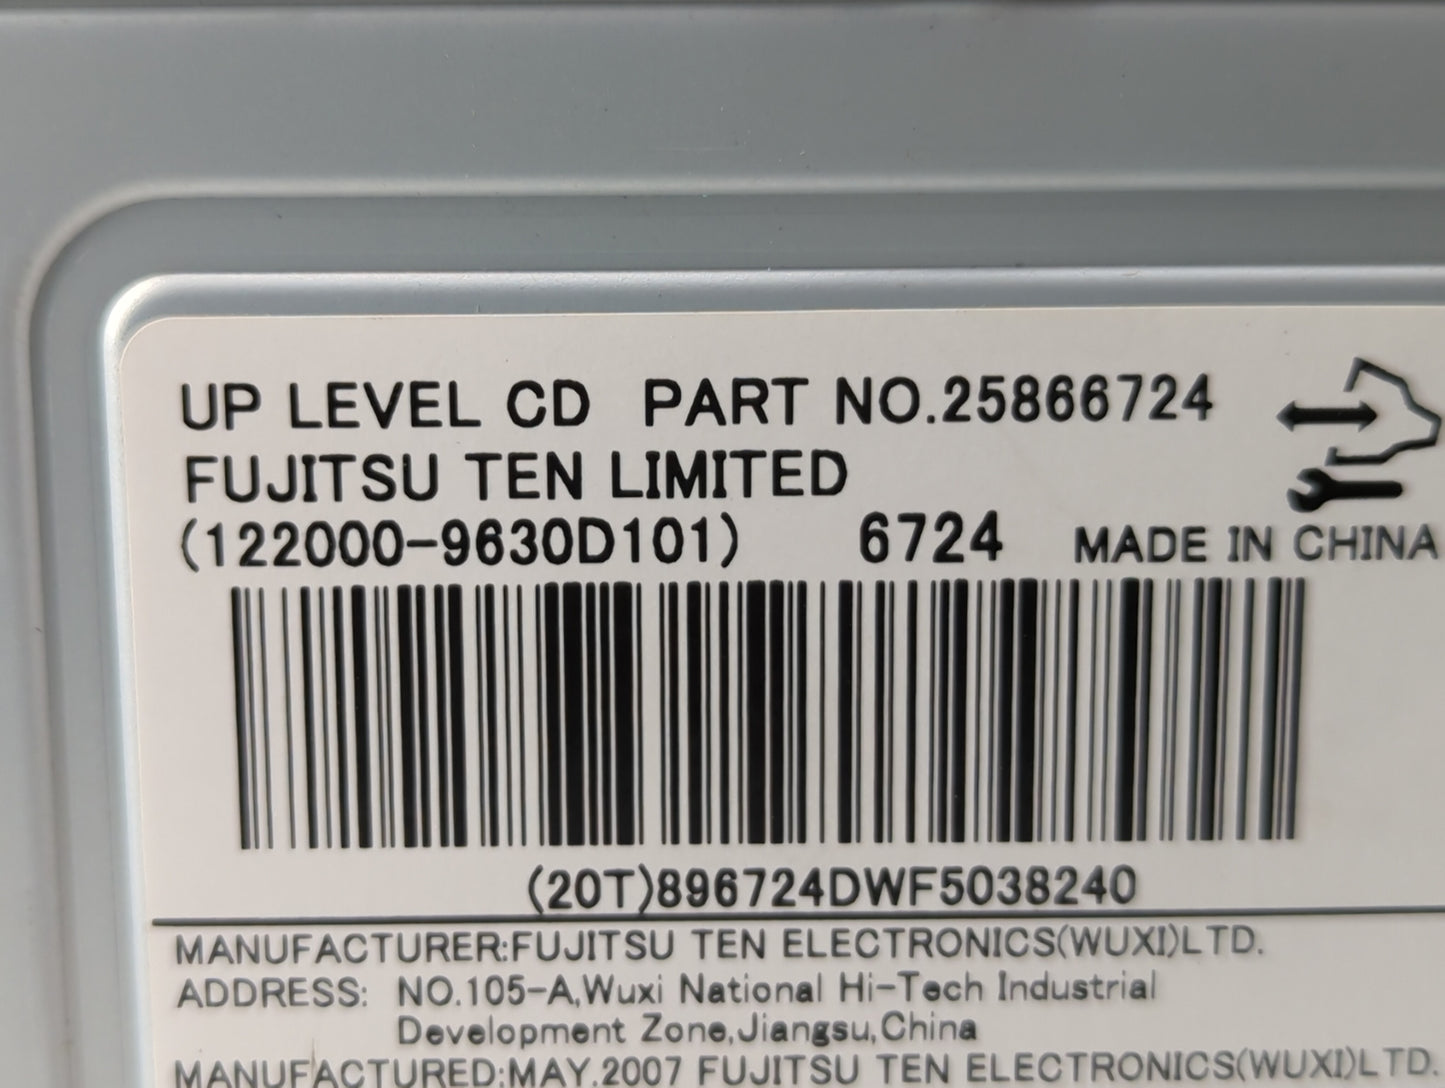 UP LEVEL CD PART NO.25866724
FUJITSU TEN LIMITED
(122000-9630D101) 6724 MADE IN CHINA
(20T)896724DWF5038240
MANUFACTURER:FUJITSU TEN ELECTRONICS(WUXI)LTD.
ADDRESS: NO.105-A,Wuxi National Hi-Tech Industrial
Development Zone,Jiangsu,China
MANUFACTURED:MAY.2007 FUJITSU TEN ELECTRONICS(WUXI)LTD.